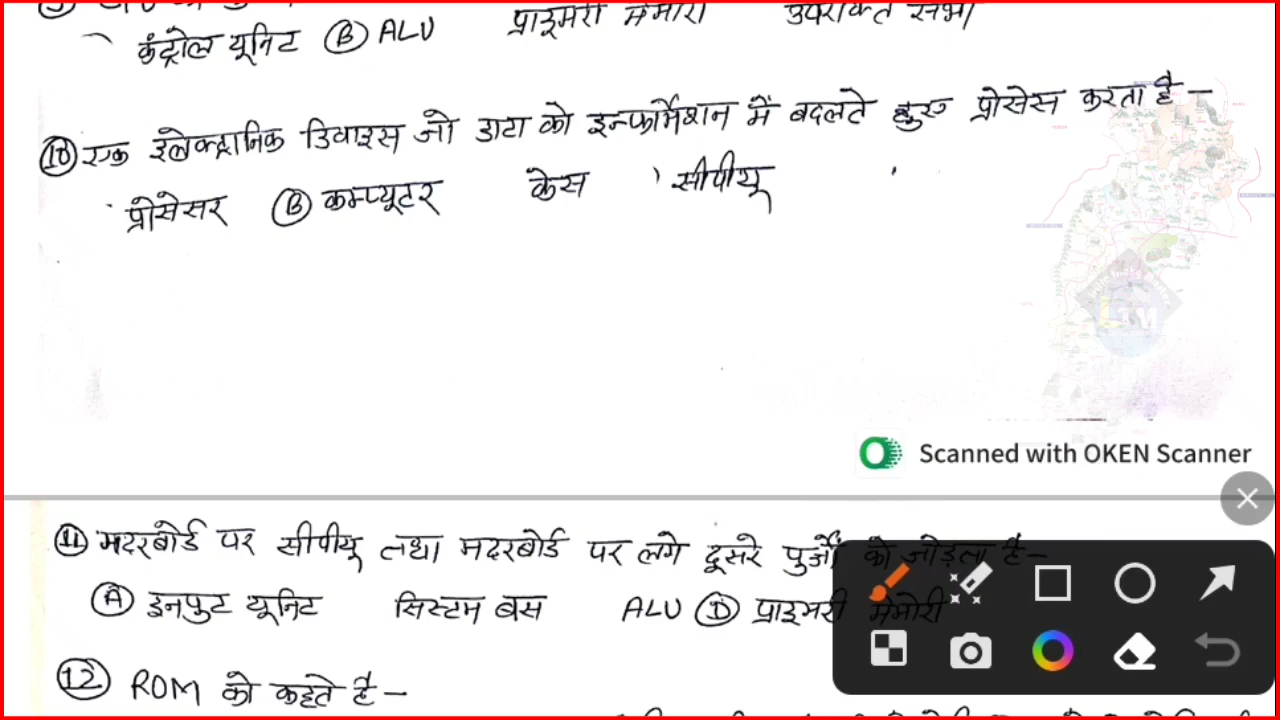 कंट्रोल यूनिट Ⓑ ALU प्राइमरी मेमोरी उपरोक्त सभी
⑩ एक इलेक्ट्रानिक डिवाइस जो डाटा को इन्फार्मेशन में बदलते हुए प्रोसेस करता है -
प्रोसेसर Ⓑ कम्प्यूटर केस सीपीयू
Scanned with OKEN Scanner
⑪ मदरबोर्ड पर सीपीयू तथा मदरबोर्ड पर लगे दूसरे पुर्जों को जोड़ता है -
Ⓐ इनपुट यूनिट सिस्टम बस ALU Ⓓ प्राइमरी मेमोरी
⑫ ROM को कहते है -